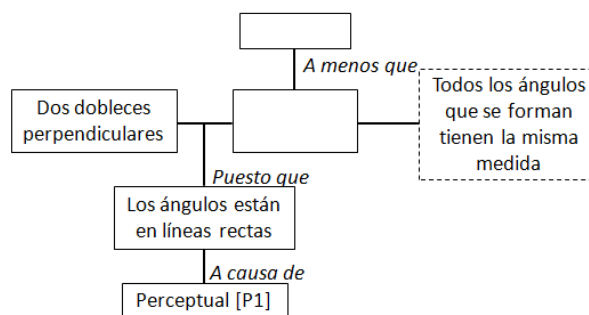 A menos que
Dos dobleces
perpendiculares
Todos los ángulos
que se forman
tienen la misma
medida
Puesto que
Los ángulos están
en líneas rectas
A causa de
Perceptual [P1]